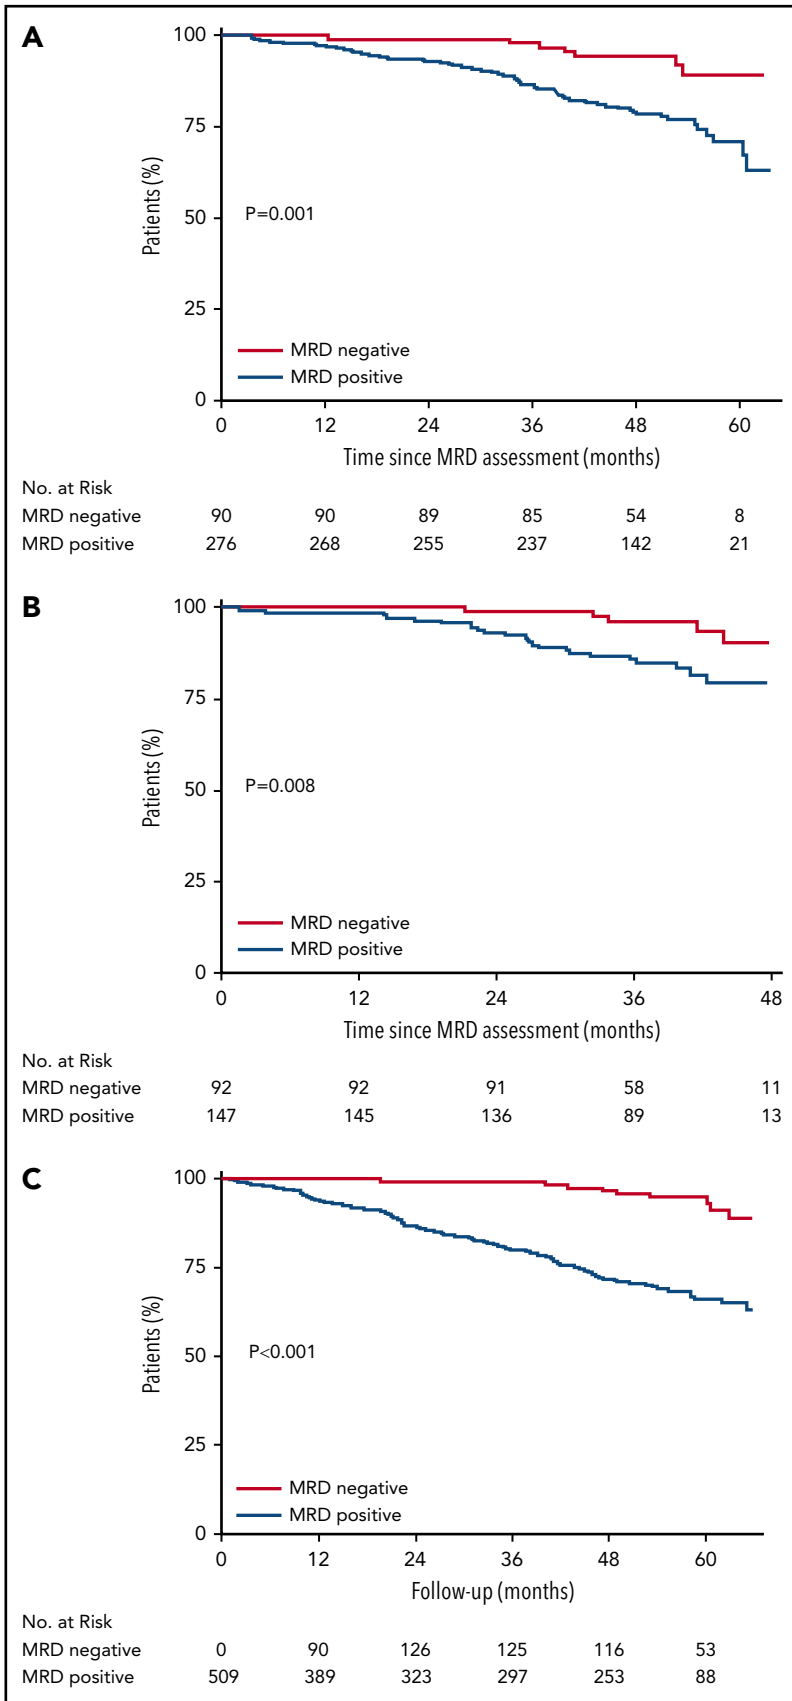 A
100
75
50
25
0
Patients (%)
P=0.001
MRD negative
MRD positive
0 12 24 36 48 60
Time since MRD assessment (months)
No. at Risk
MRD negative 90 90 89 85 54 8
MRD positive 276 268 255 237 142 21
B
100
75
50
25
0
Patients (%)
P=0.008
MRD negative
MRD positive
0 12 24 36 48
Time since MRD assessment (months)
No. at Risk
MRD negative 92 92 91 58 11
MRD positive 147 145 136 89 13
C
100
75
50
25
0
Patients (%)
P<0.001
MRD negative
MRD positive
0 12 24 36 48 60
Follow-up (months)
No. at Risk
MRD negative 0 90 126 125 116 53
MRD positive 509 389 323 297 253 88